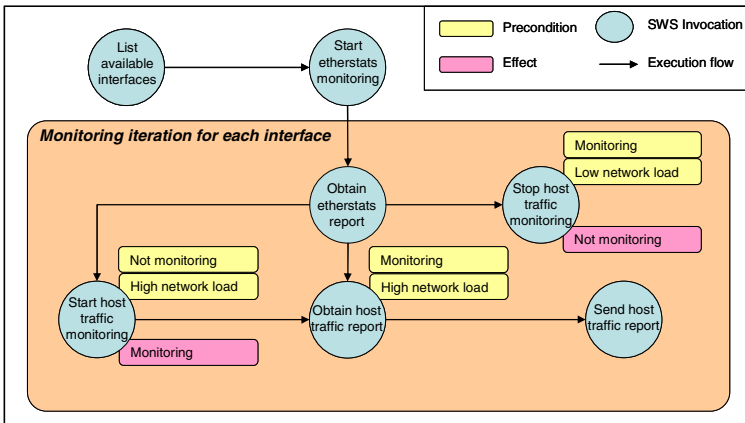 List
available
interfaces
Start
etherstats
monitoring
Precondition
SWS Invocation
Effect
Execution flow
Monitoring iteration for each interface
Obtain
etherstats
report
Stop host
traffic
monitoring
Monitoring
Low network load
Not monitoring
Not monitoring
High network load
Start host
traffic
monitoring
Monitoring
Monitoring
High network load
Obtain host
traffic report
Send host
traffic report